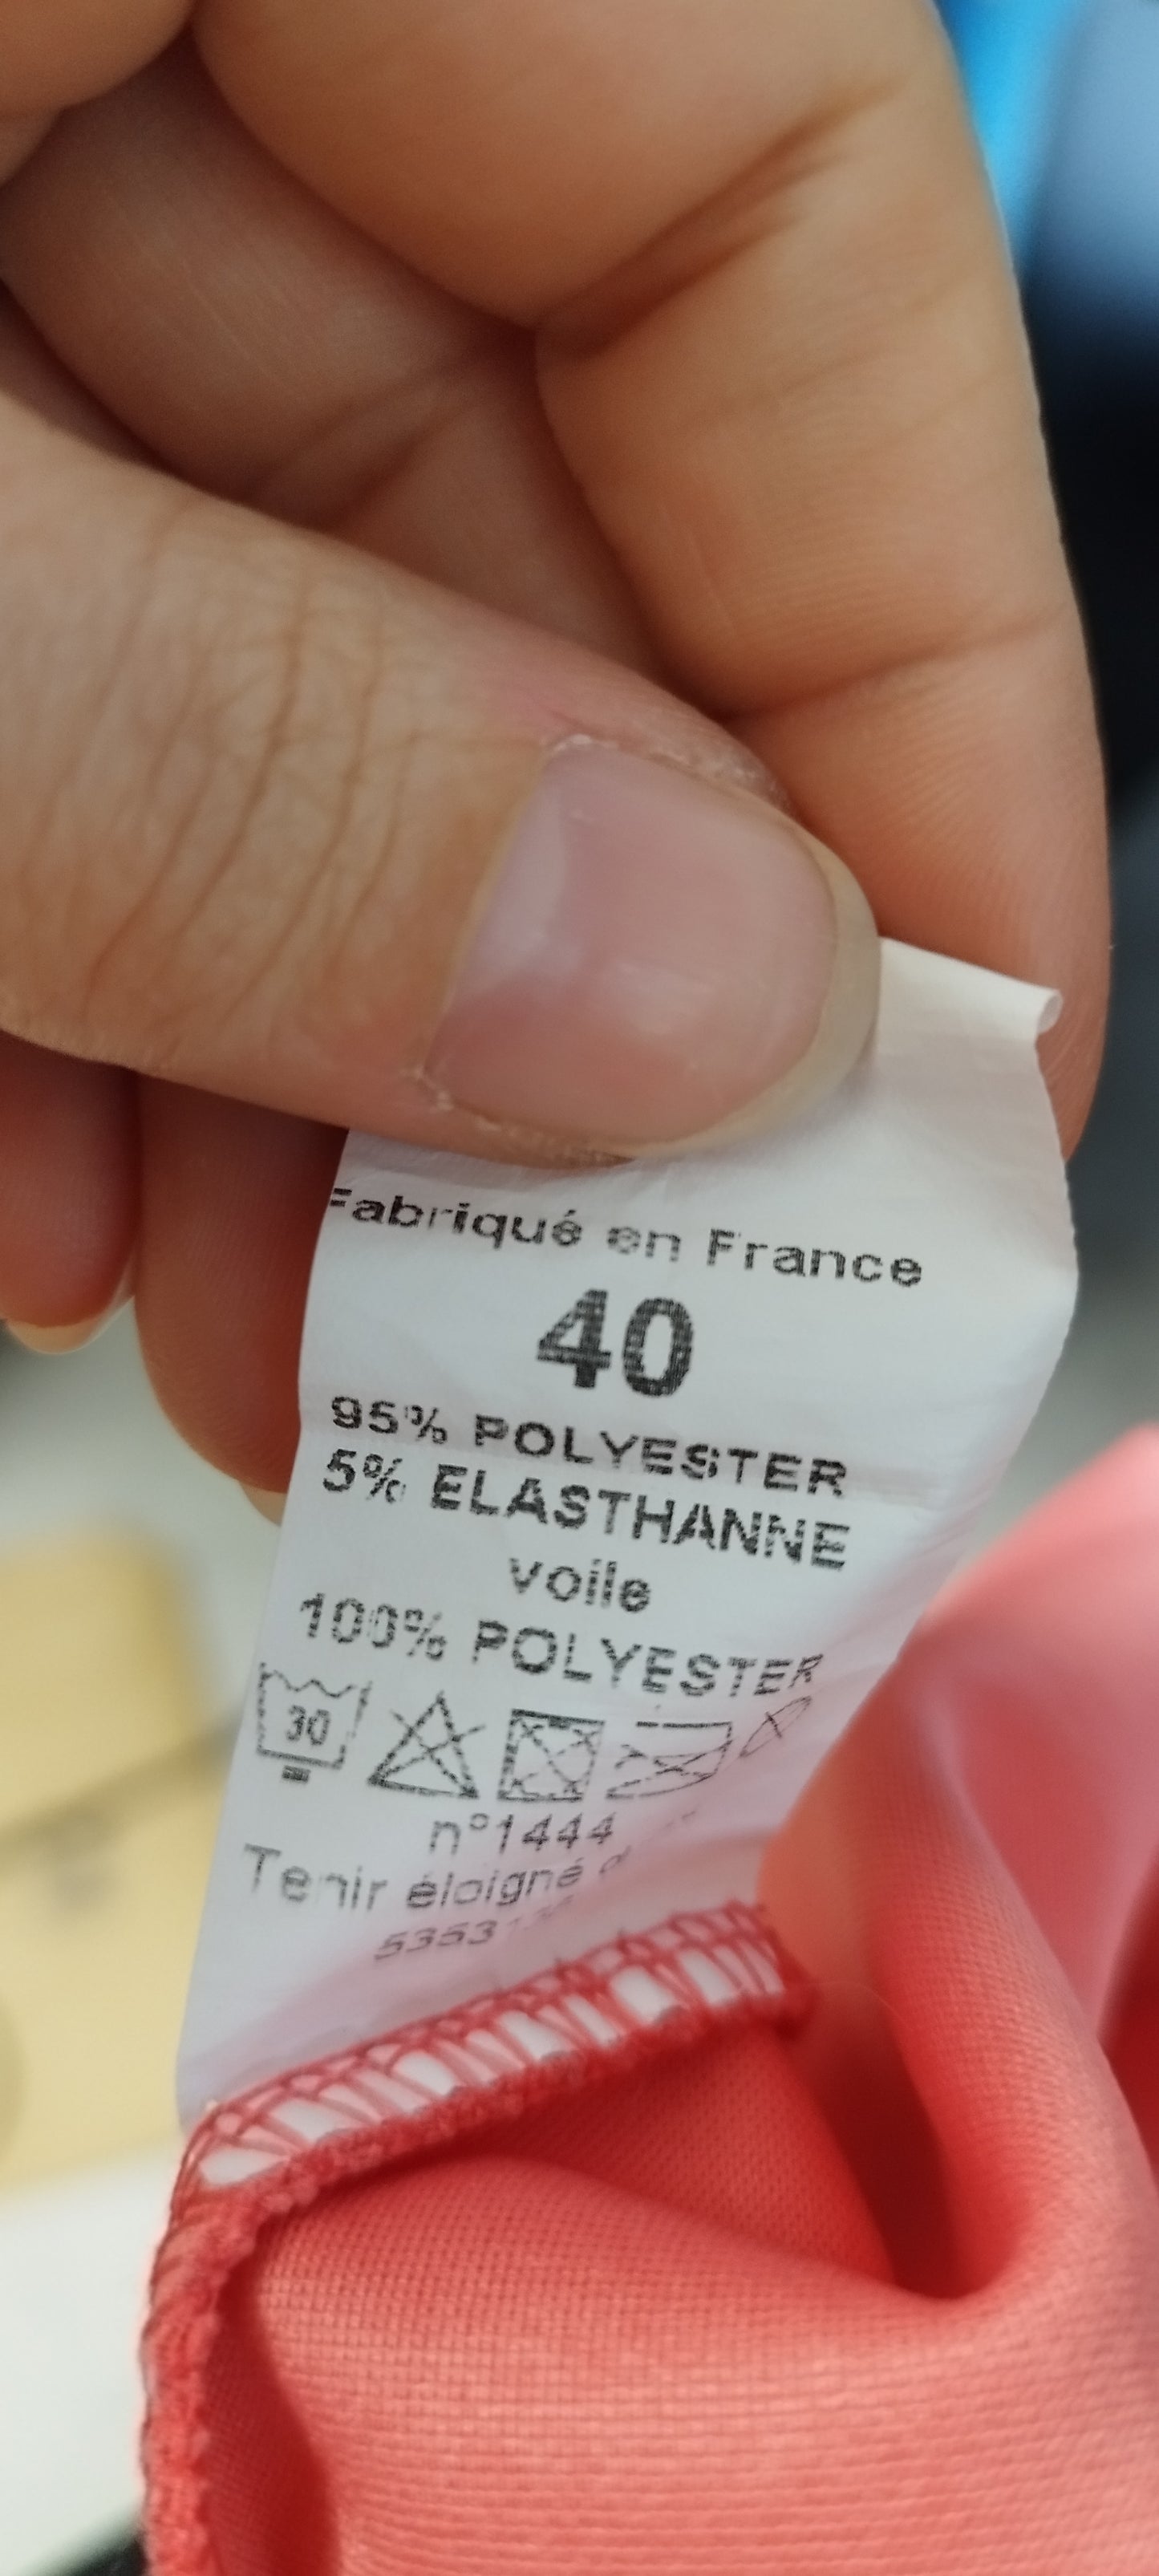 Fabriqué en France
40
95% POLYESTER
5% ELASTHANNE
voile
100% POLYESTER
30
n°1444
Tenir éloigné